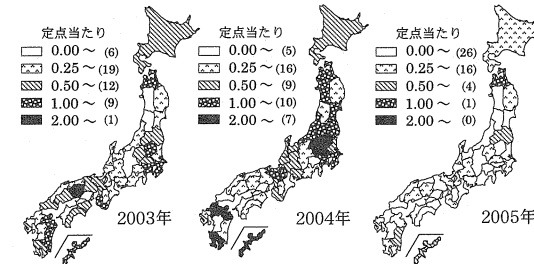 定点当たり
0.00～ (6)
0.25～ (19)
0.50～ (12)
1.00～ (9)
2.00～ (1)
2003年
定点当たり
0.00～ (5)
0.25～ (16)
0.50～ (9)
1.00～ (10)
2.00～ (7)
2004年
定点当たり
0.00～ (26)
0.25～ (16)
0.50～ (4)
1.00～ (1)
2.00～ (0)
2005年